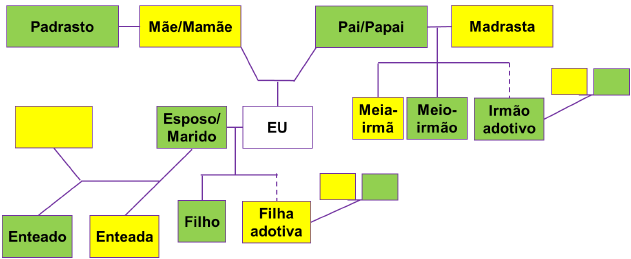 Padrasto
Mãe/Mamãe
Pai/Papai
Madrasta
Meia-
irmã
Meio-
irmão
Irmão
adotivo
Esposo/
Marido
EU
Enteado
Enteada
Filho
Filha
adotiva